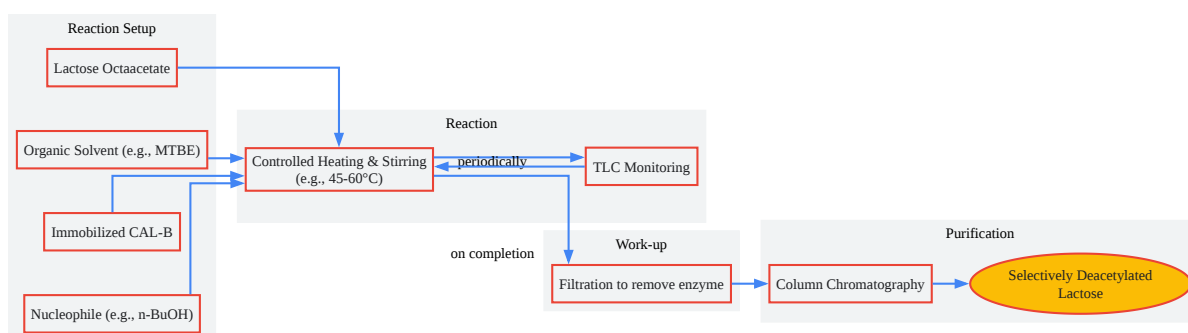 Reaction Setup
Lactose Octaacetate
Organic Solvent (e.g., MTBE)
Immobilized CAL-B
Nucleophile (e.g., n-BuOH)
Reaction
Controlled Heating & Stirring
(e.g., 45-60°C)
periodically
TLC Monitoring
on completion
Work-up
Filtration to remove enzyme
Purification
Column Chromatography
Selectively Deacetylated
Lactose